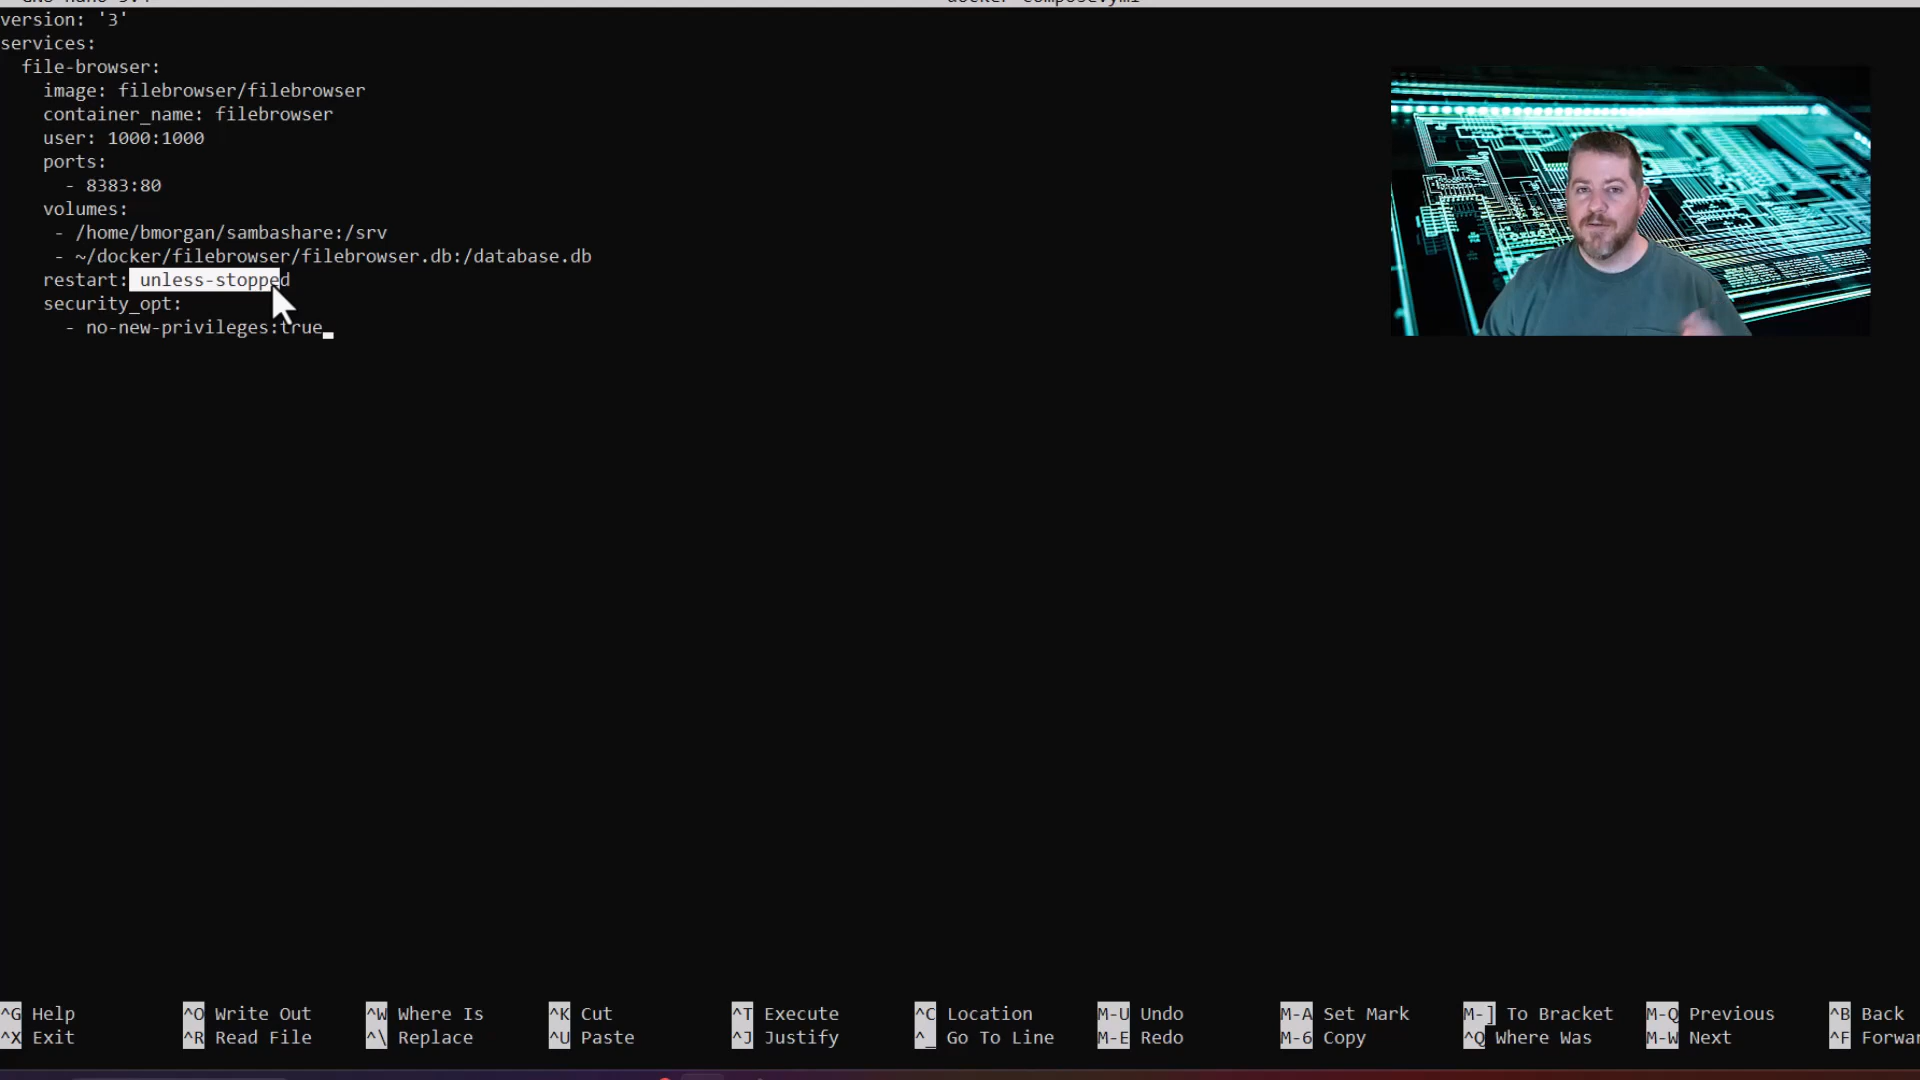 version: '3'
services:
file-browser:
image: filebrowser/filebrowser
container_name: filebrowser
user: 1000:1000
ports:
- 8383:80
volumes:
- /home/bmorgan/sambashare:/srv
- ~/docker/filebrowser/filebrowser.db:/database.db
restart: unless-stopped
security_opt:
- no-new-privileges:true
^G Help ^O Write Out ^W Where Is ^K Cut ^T Execute ^C Location M-U Undo M-A Set Mark M-] To Bracket M-Q Previous ^B Back
^X Exit ^R Read File ^\ Replace ^U Paste ^J Justify ^_ Go To Line M-E Redo M-6 Copy ^Q Where Was M-W Next ^F Forwar